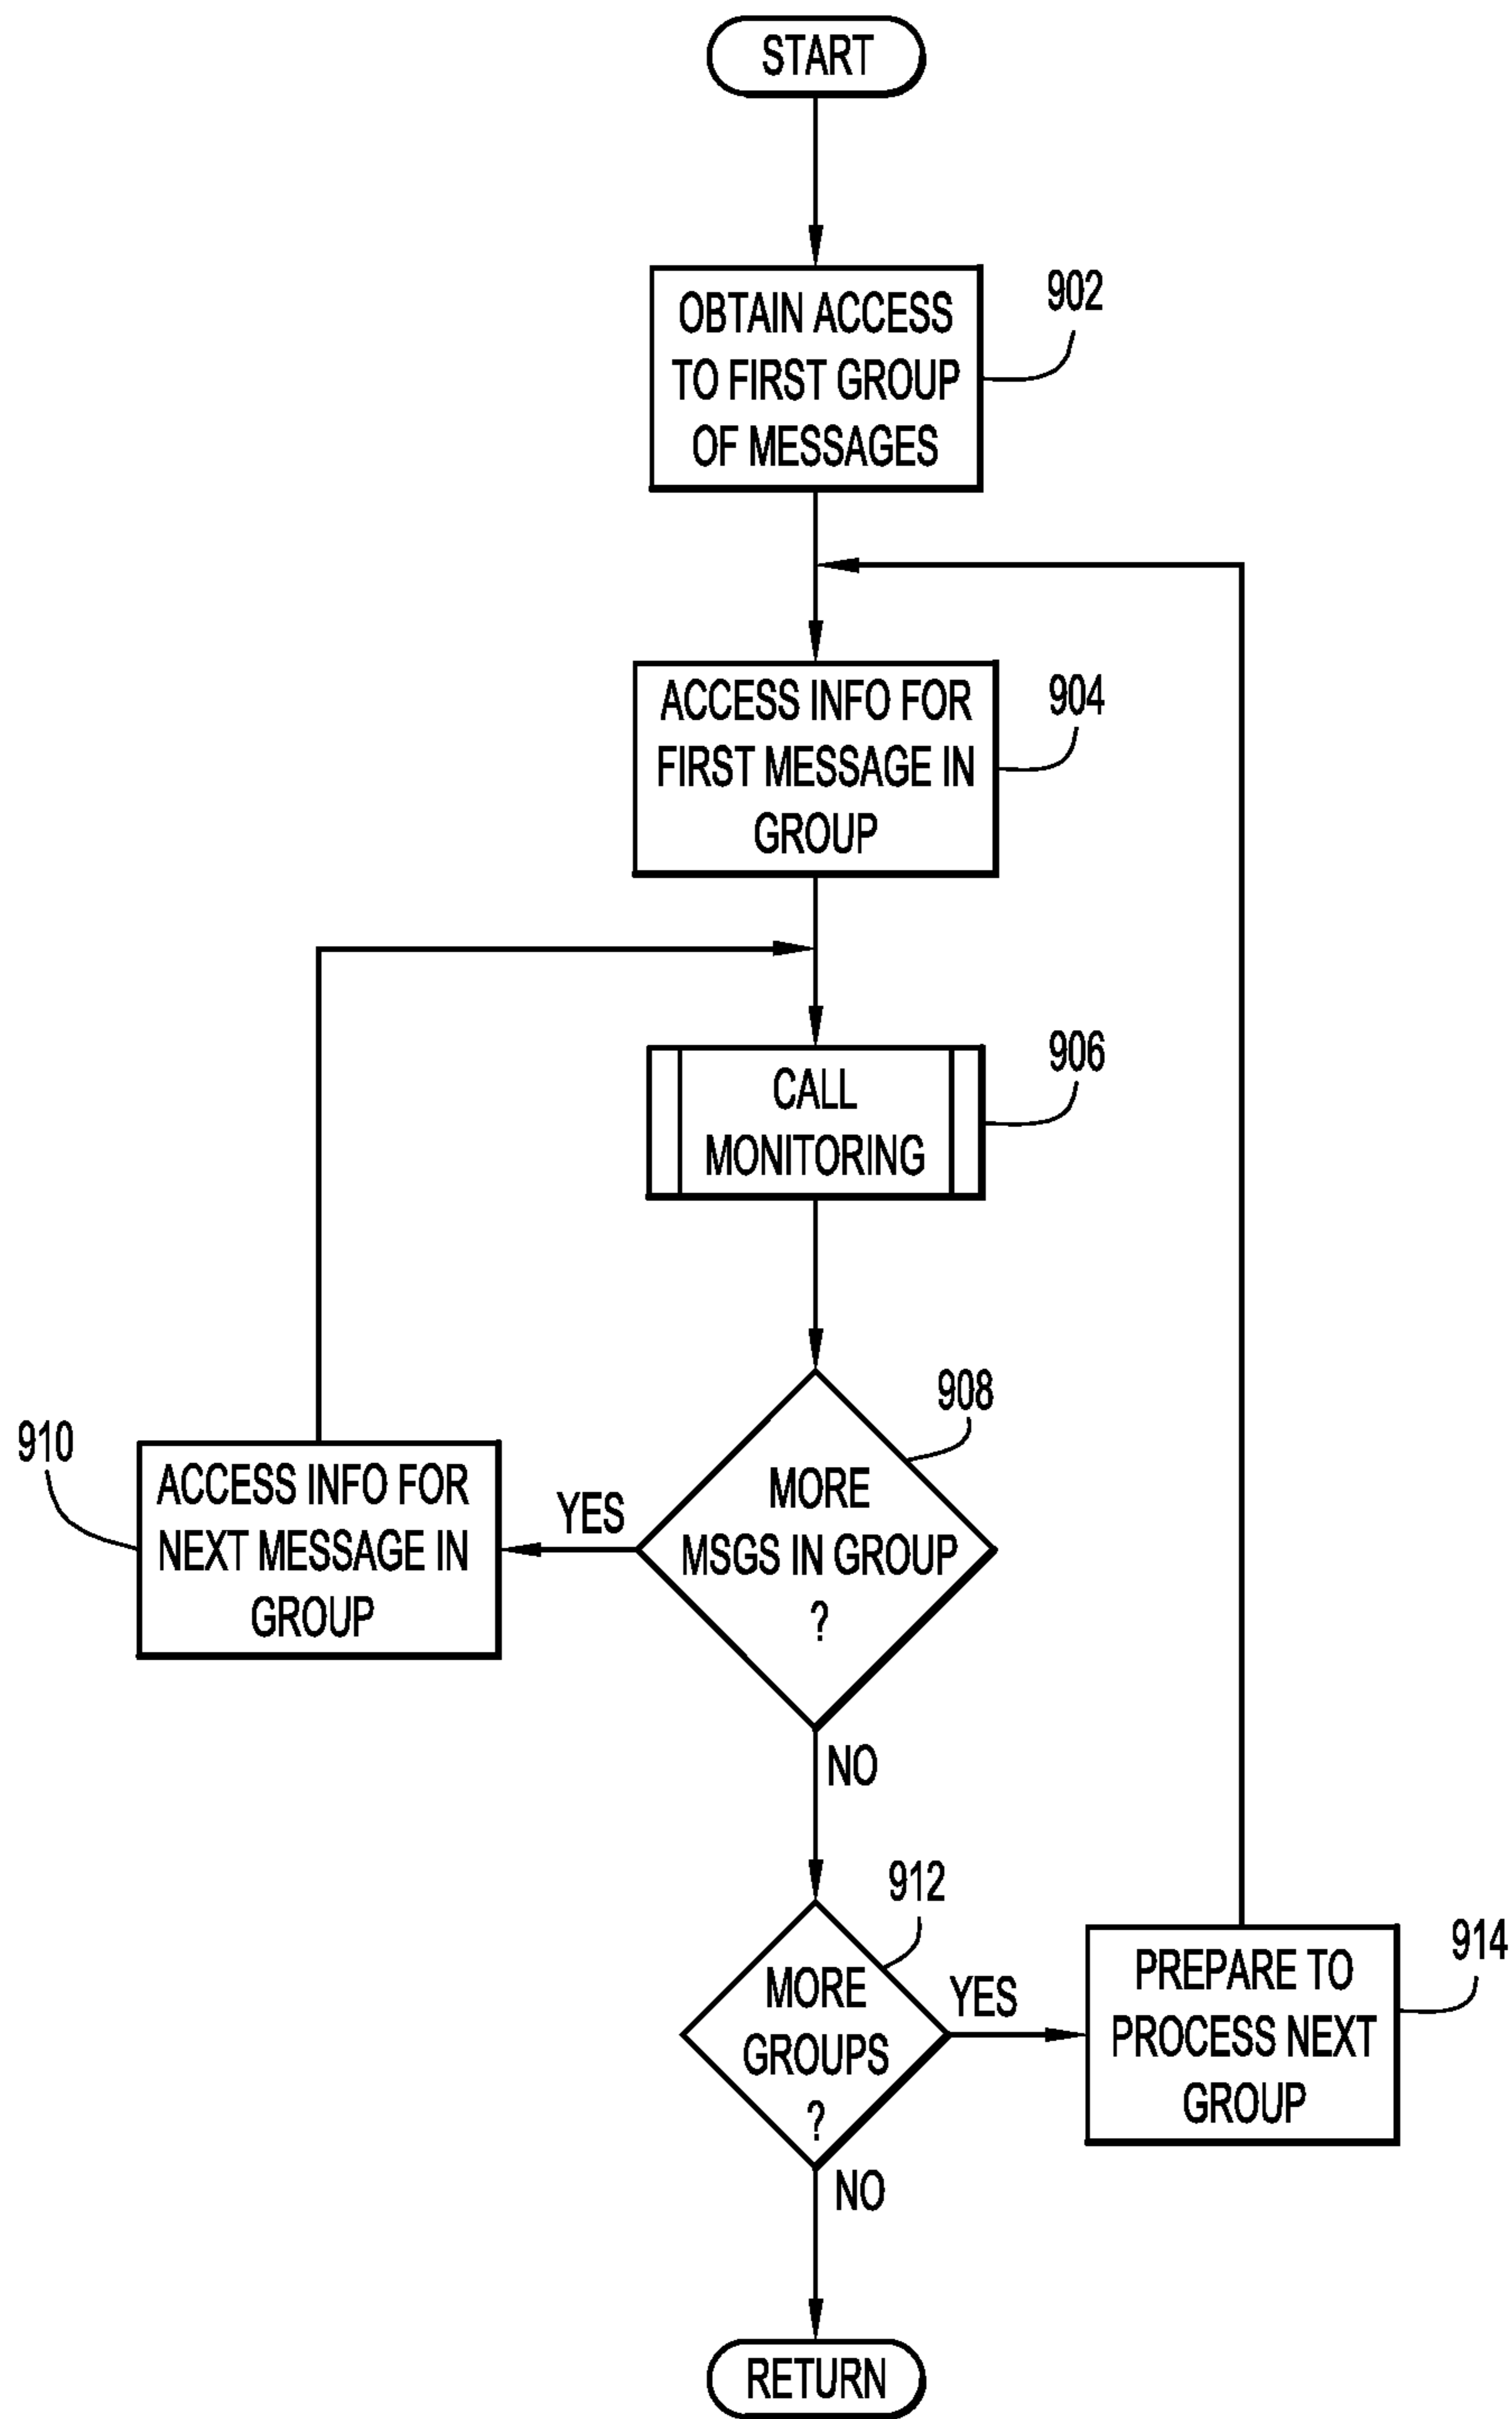 START
OBTAIN ACCESS
TO FIRST GROUP
OF MESSAGES
902
ACCESS INFO FOR
FIRST MESSAGE IN
GROUP
904
CALL
MONITORING
906
MORE
MSGS IN GROUP
?
908
YES
ACCESS INFO FOR
NEXT MESSAGE IN
GROUP
910
NO
MORE
GROUPS
?
912
YES
PREPARE TO
PROCESS NEXT
GROUP
914
NO
RETURN